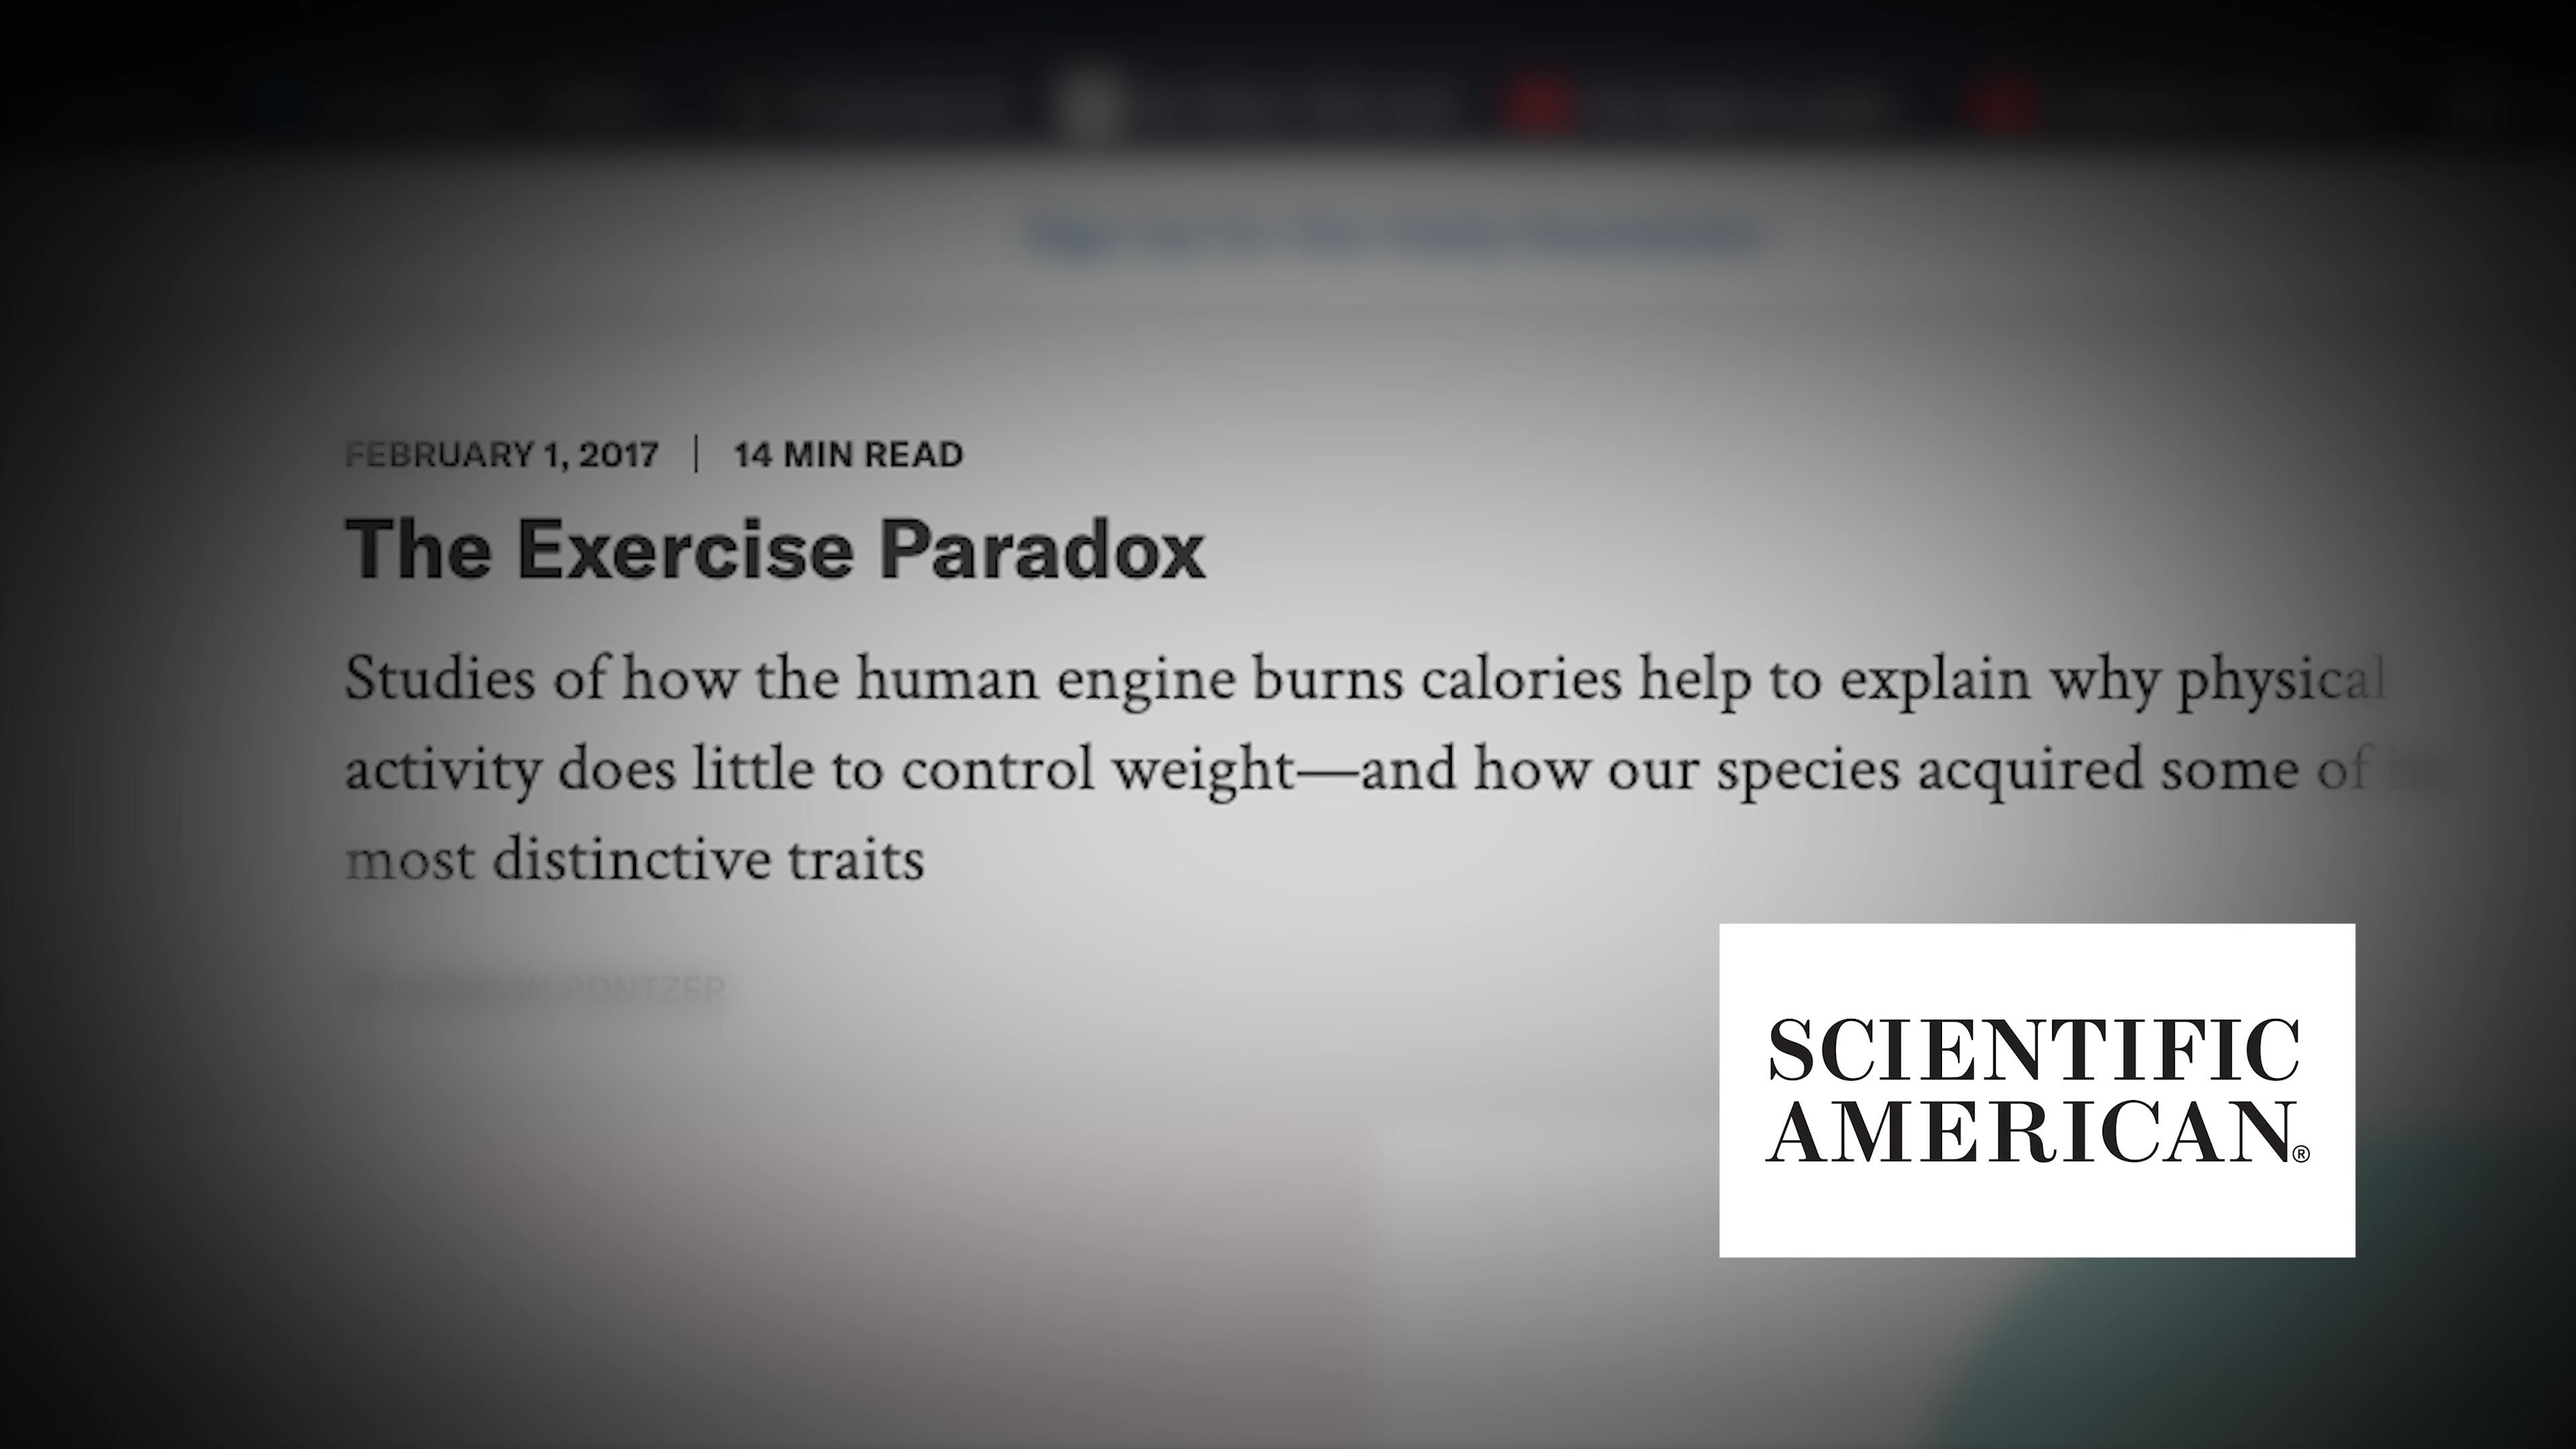 FEBRUARY 1, 2017 | 14 MIN READ
The Exercise Paradox
Studies of how the human engine burns calories help to explain why physical
activity does little to control weight—and how our species acquired some of
most distinctive traits
PONTZER
SCIENTIFIC
AMERICAN®